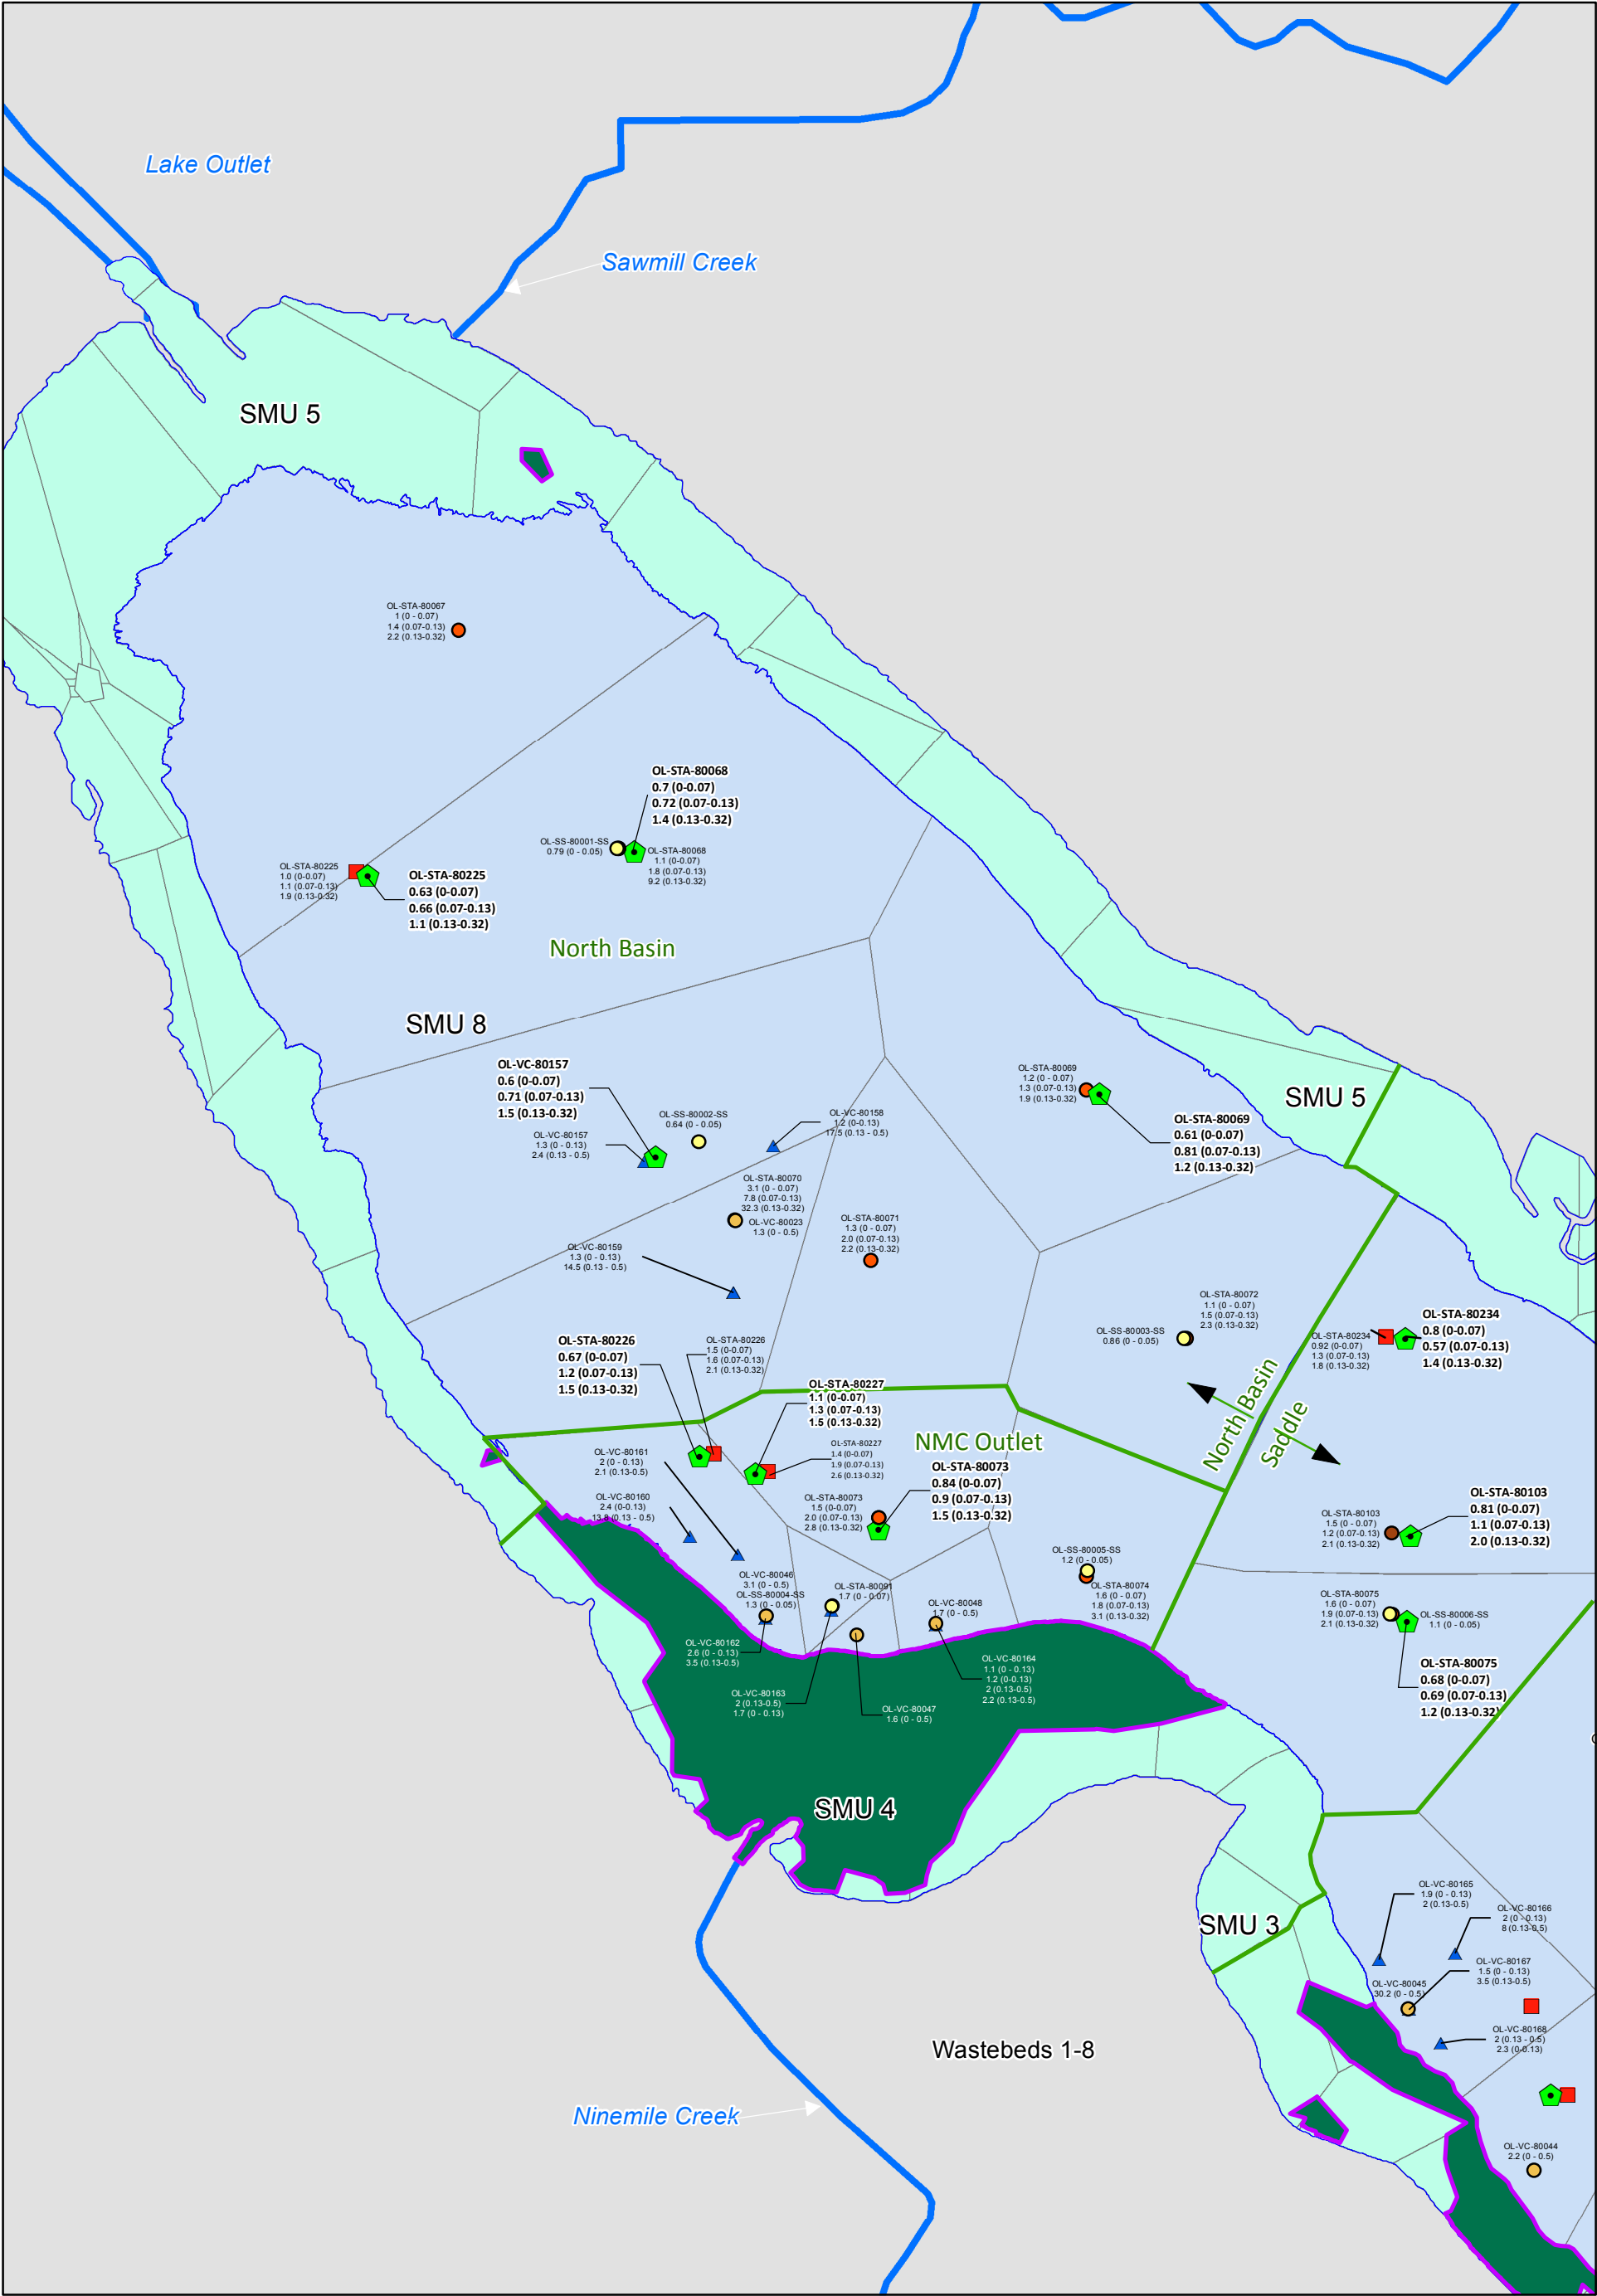 Lake Outlet
Sawmill Creek
SMU 5
OL-STA-80067
1 (0 - 0.07)
1.4 (0.07-0.13)
2.2 (0.13-0.32)
OL-STA-80068
0.7 (0-0.07)
0.72 (0.07-0.13)
1.4 (0.13-0.32)
OL-SS-80001-SS
0.79 (0 - 0.05)
OL-STA-80068
1.1 (0-0.07)
1.8 (0.07-0.13)
9.2 (0.13-0.32)
OL-STA-80225
1.0 (0-0.07)
1.1 (0.07-0.13)
1.9 (0.13-0.32)
OL-STA-80225
0.63 (0-0.07)
0.66 (0.07-0.13)
1.1 (0.13-0.32)
North Basin
SMU 8
OL-VC-80157
0.6 (0-0.07)
0.71 (0.07-0.13)
1.5 (0.13-0.32)
OL-VC-80157
1.3 (0 - 0.13)
2.4 (0.13 - 0.5)
OL-SS-80002-SS
0.64 (0 - 0.05)
OL-VC-80158
1.2 (0-0.13)
17.5 (0.13 - 0.5)
OL-STA-80069
1.2 (0 - 0.07)
1.3 (0.07-0.13)
1.9 (0.13-0.32)
OL-STA-80069
0.61 (0-0.07)
0.81 (0.07-0.13)
1.2 (0.13-0.32)
SMU 5
OL-STA-80070
3.1 (0 - 0.07)
7.8 (0.07-0.13)
32.3 (0.13-0.32)
OL-VC-80023
1.3 (0 - 0.5)
OL-STA-80071
1.3 (0 - 0.07)
2.0 (0.07-0.13)
2.2 (0.13-0.32)
OL-VC-80159
1.3 (0 - 0.13)
14.5 (0.13 - 0.5)
OL-STA-80072
1.1 (0 - 0.07)
1.5 (0.07-0.13)
2.3 (0.13-0.32)
OL-SS-80003-SS
0.86 (0 - 0.05)
OL-STA-80234
0.92 (0-0.07)
1.3 (0.07-0.13)
1.8 (0.13-0.32)
OL-STA-80234
0.8 (0-0.07)
0.57 (0.07-0.13)
1.4 (0.13-0.32)
OL-STA-80226
0.67 (0-0.07)
1.2 (0.07-0.13)
1.5 (0.13-0.32)
OL-STA-80226
1.5 (0-0.07)
1.6 (0.07-0.13)
2.1 (0.13-0.32)
OL-STA-80227
1.1 (0-0.07)
1.3 (0.07-0.13)
1.5 (0.13-0.32)
North Basin
Saddle
NMC Outlet
OL-STA-80227
1.4 (0-0.07)
1.9 (0.07-0.13)
2.6 (0.13-0.32)
OL-VC-80161
2 (0 - 0.13)
2.1 (0.13-0.5)
OL-STA-80073
0.84 (0-0.07)
0.9 (0.07-0.13)
1.5 (0.13-0.32)
OL-VC-80160
2.4 (0-0.13)
13.8 (0.13 - 0.5)
OL-STA-80073
1.5 (0-0.07)
2.0 (0.07-0.13)
2.8 (0.13-0.32)
OL-STA-80103
1.5 (0 - 0.07)
1.2 (0.07-0.13)
2.1 (0.13-0.32)
OL-STA-80103
0.81 (0-0.07)
1.1 (0.07-0.13)
2.0 (0.13-0.32)
OL-SS-80005-SS
1.2 (0 - 0.05)
OL-STA-80074
1.6 (0 - 0.07)
1.8 (0.07-0.13)
3.1 (0.13-0.32)
OL-VC-80046
3.1 (0 - 0.5)
OL-SS-80004-SS
1.3 (0 - 0.05)
OL-STA-80091
1.7 (0 - 0.07)
OL-VC-80048
1.7 (0 - 0.5)
OL-STA-80075
1.6 (0 - 0.07)
1.9 (0.07-0.13)
2.1 (0.13-0.32)
OL-SS-80006-SS
1.1 (0 - 0.05)
OL-STA-80075
0.68 (0-0.07)
0.69 (0.07-0.13)
1.2 (0.13-0.32)
OL-VC-80162
2.6 (0 - 0.13)
3.5 (0.13-0.5)
OL-VC-80163
2 (0.13-0.5)
1.7 (0 - 0.13)
OL-VC-80047
1.6 (0 - 0.5)
OL-VC-80164
1.1 (0 - 0.13)
1.2 (0-0.13)
2 (0.13-0.5)
2.2 (0.13-0.5)
SMU 4
SMU 3
OL-VC-80165
1.9 (0 - 0.13)
2 (0.13-0.5)
OL-VC-80166
2 (0 - 0.13)
8 (0.13-0.5)
OL-VC-80167
1.5 (0 - 0.13)
3.5 (0.13-0.5)
OL-VC-80045
30.2 (0 - 0.5)
OL-VC-80168
2 (0.13 - 0.5)
2.3 (0-0.13)
Wastebeds 1-8
Ninemile Creek
OL-VC-80044
2.2 (0 - 0.5)